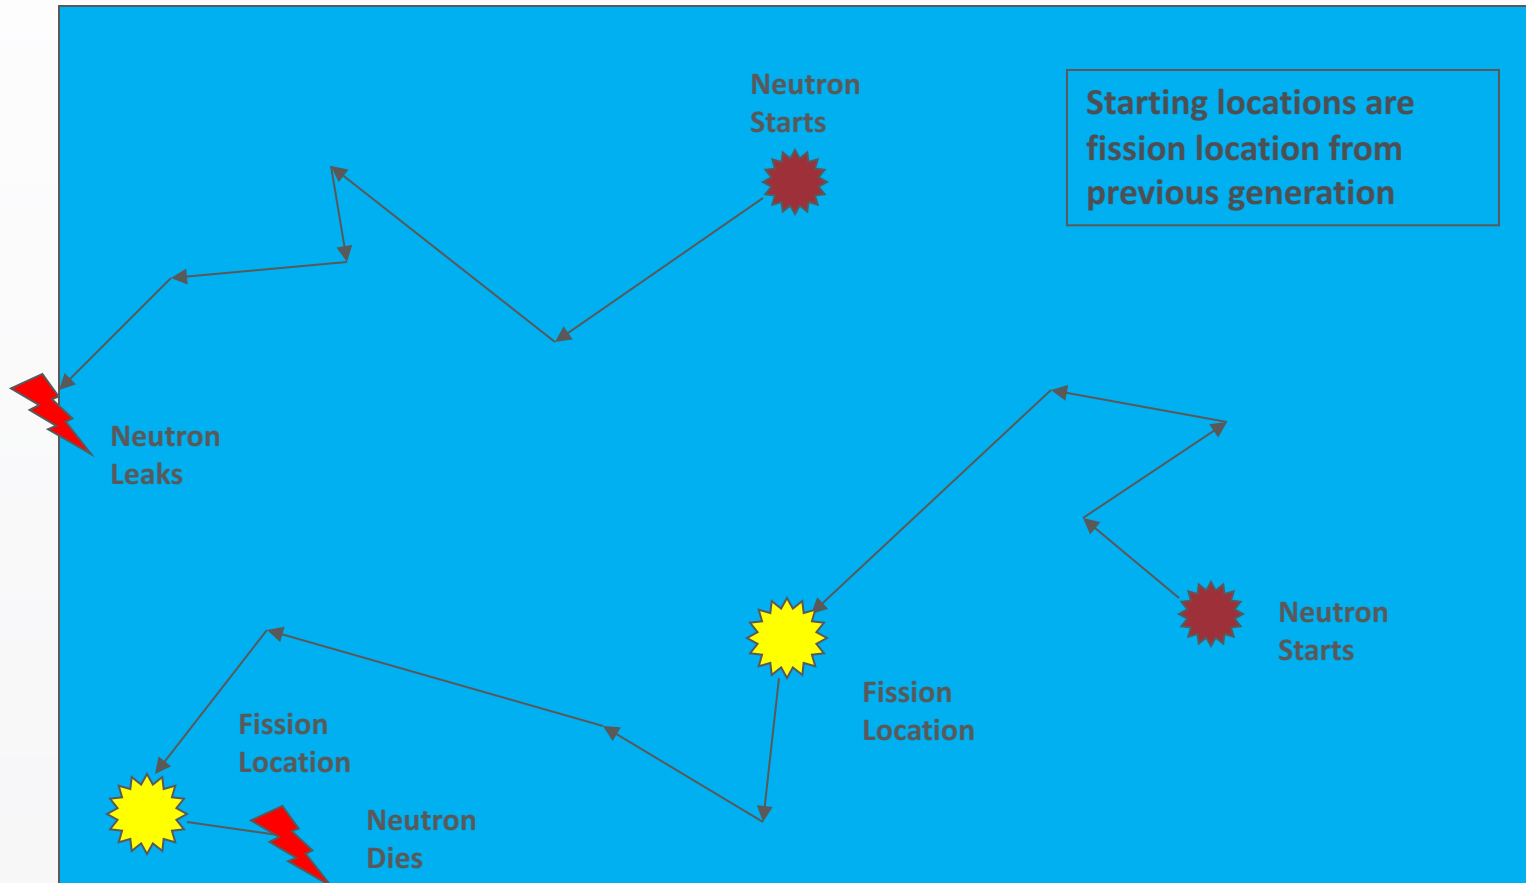 Neutron
Starts
Starting locations are
fission location from
previous generation
Neutron
Leaks
Neutron
Starts
Fission
Location
Fission
Location
Neutron
Dies